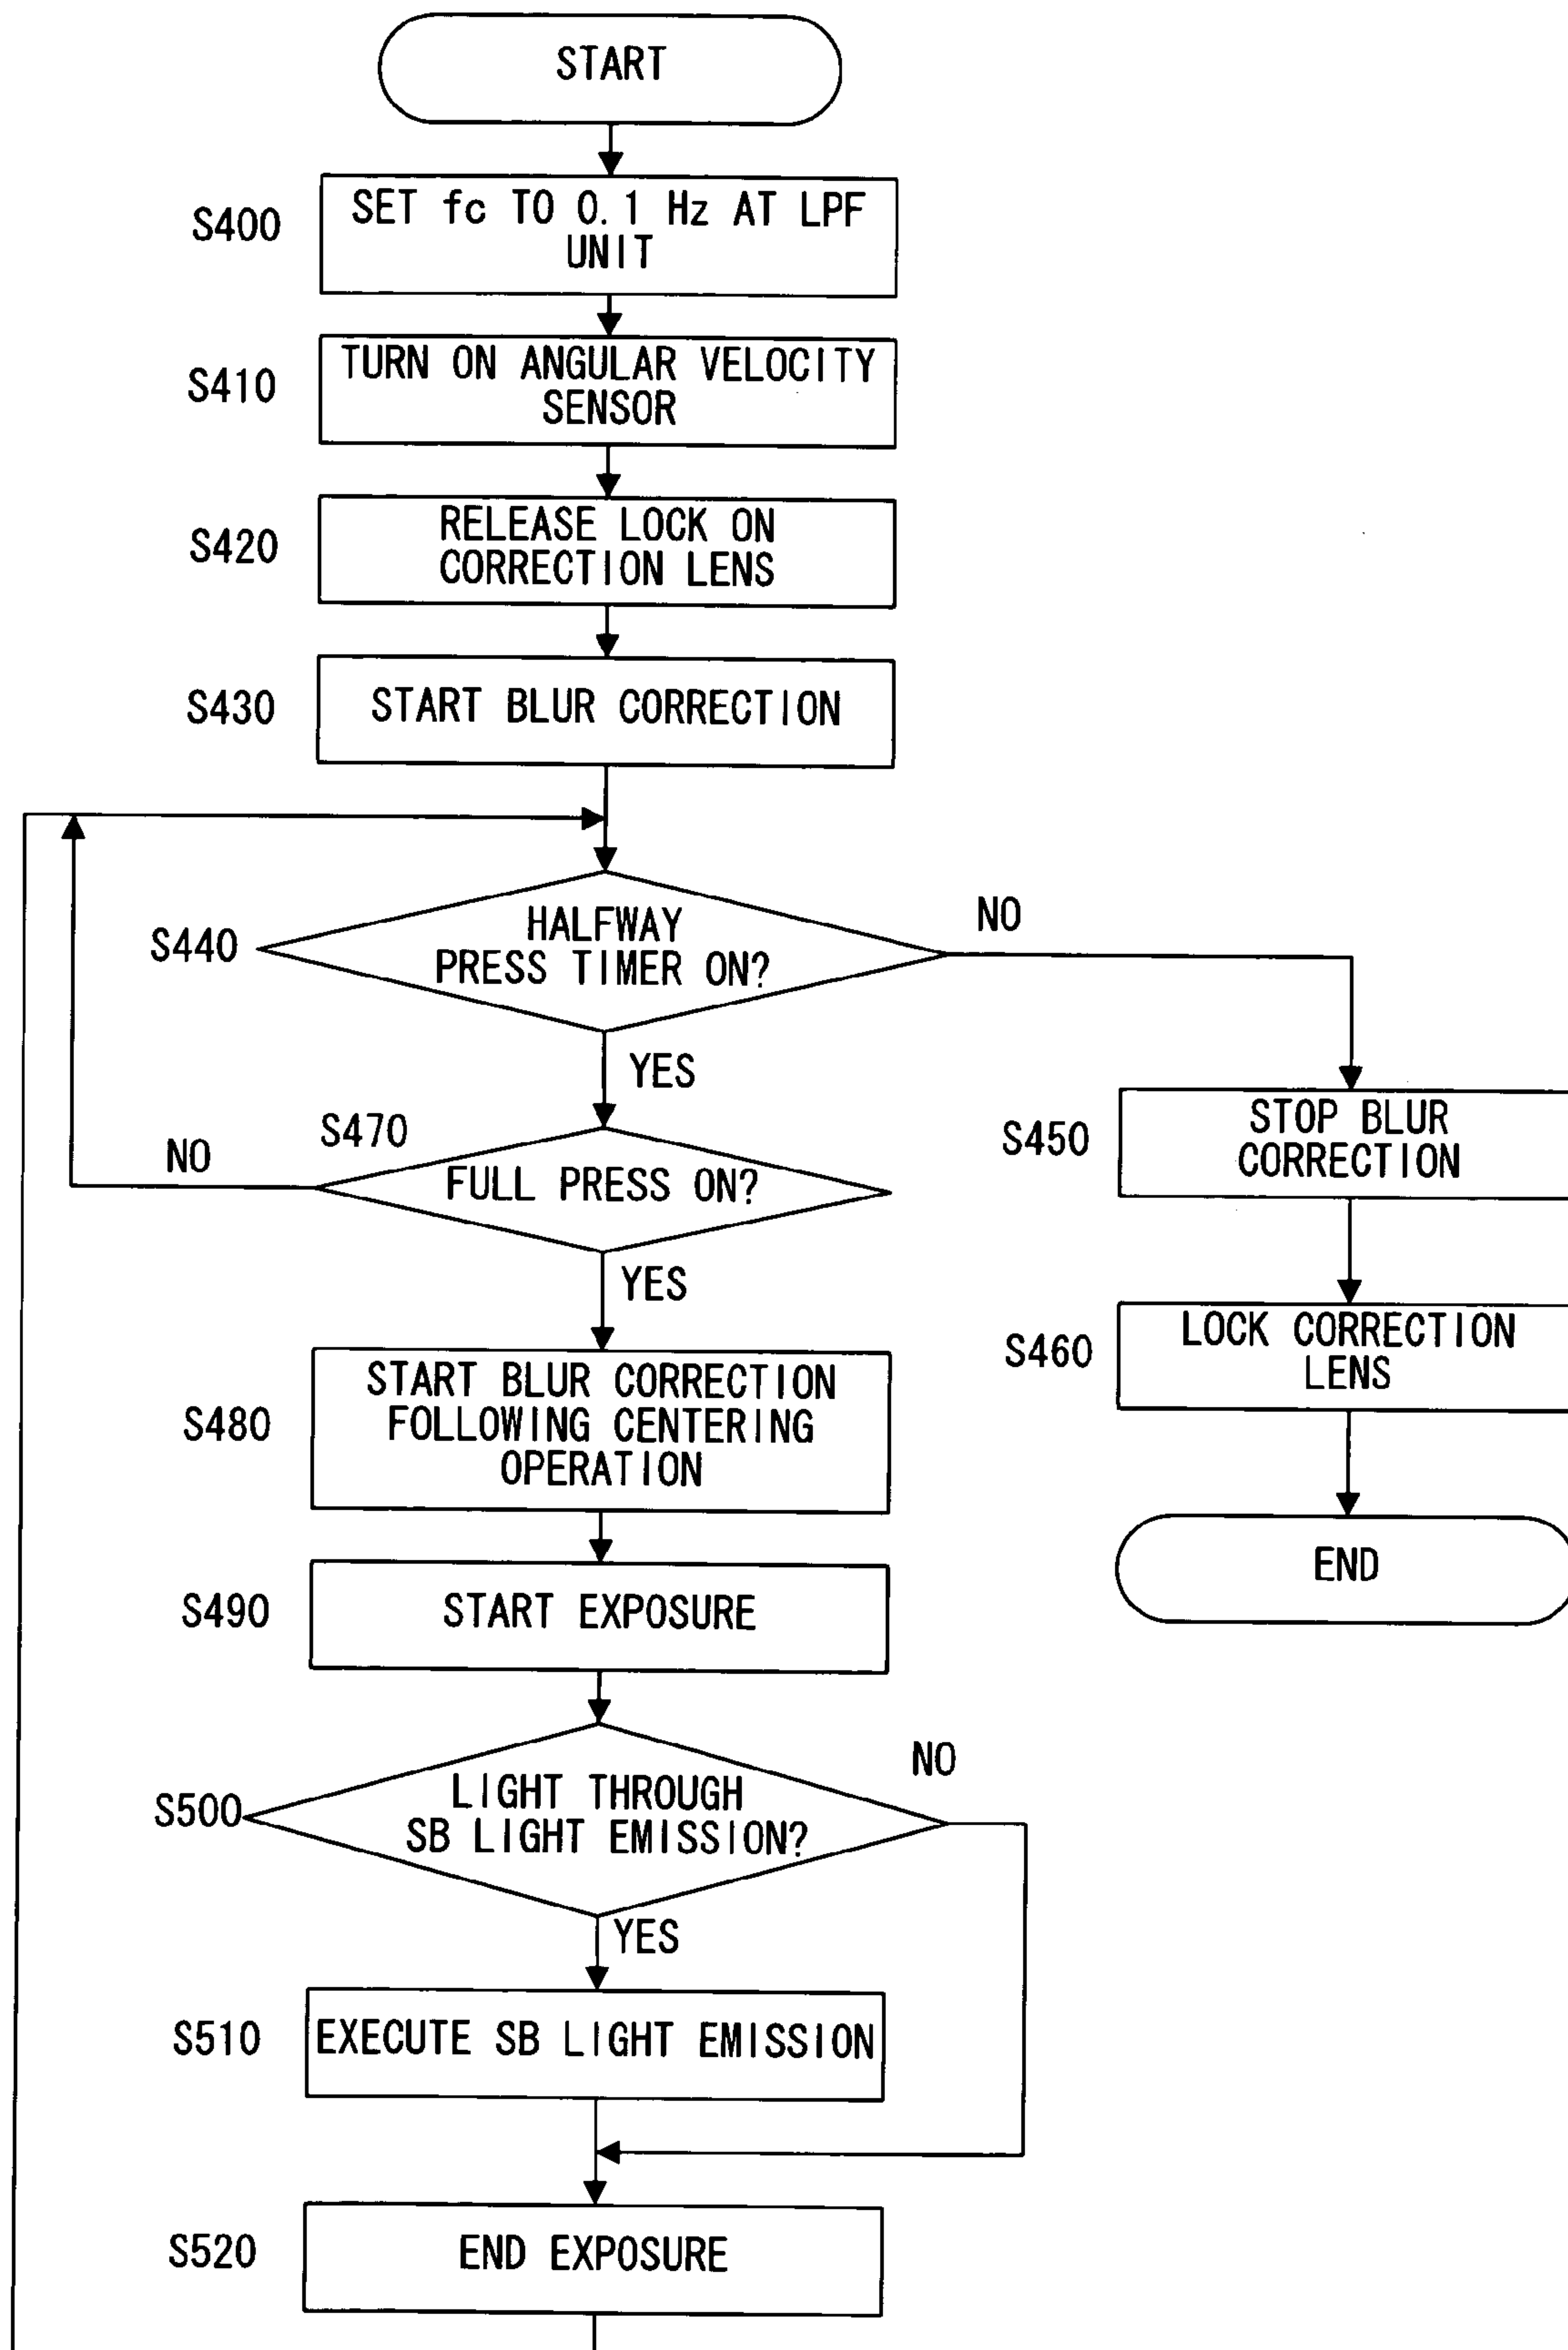 START
S400
SET fc TO 0.1 Hz AT LPF
UNIT
S410
TURN ON ANGULAR VELOCITY
SENSOR
S420
RELEASE LOCK ON
CORRECTION LENS
S430
START BLUR CORRECTION
S440
HALFWAY
PRESS TIMER ON?
NO
YES
S470
FULL PRESS ON?
NO
YES
S450
STOP BLUR
CORRECTION
S460
LOCK CORRECTION
LENS
END
S480
START BLUR CORRECTION
FOLLOWING CENTERING
OPERATION
S490
START EXPOSURE
S500
LIGHT THROUGH
SB LIGHT EMISSION?
NO
YES
S510
EXECUTE SB LIGHT EMISSION
S520
END EXPOSURE